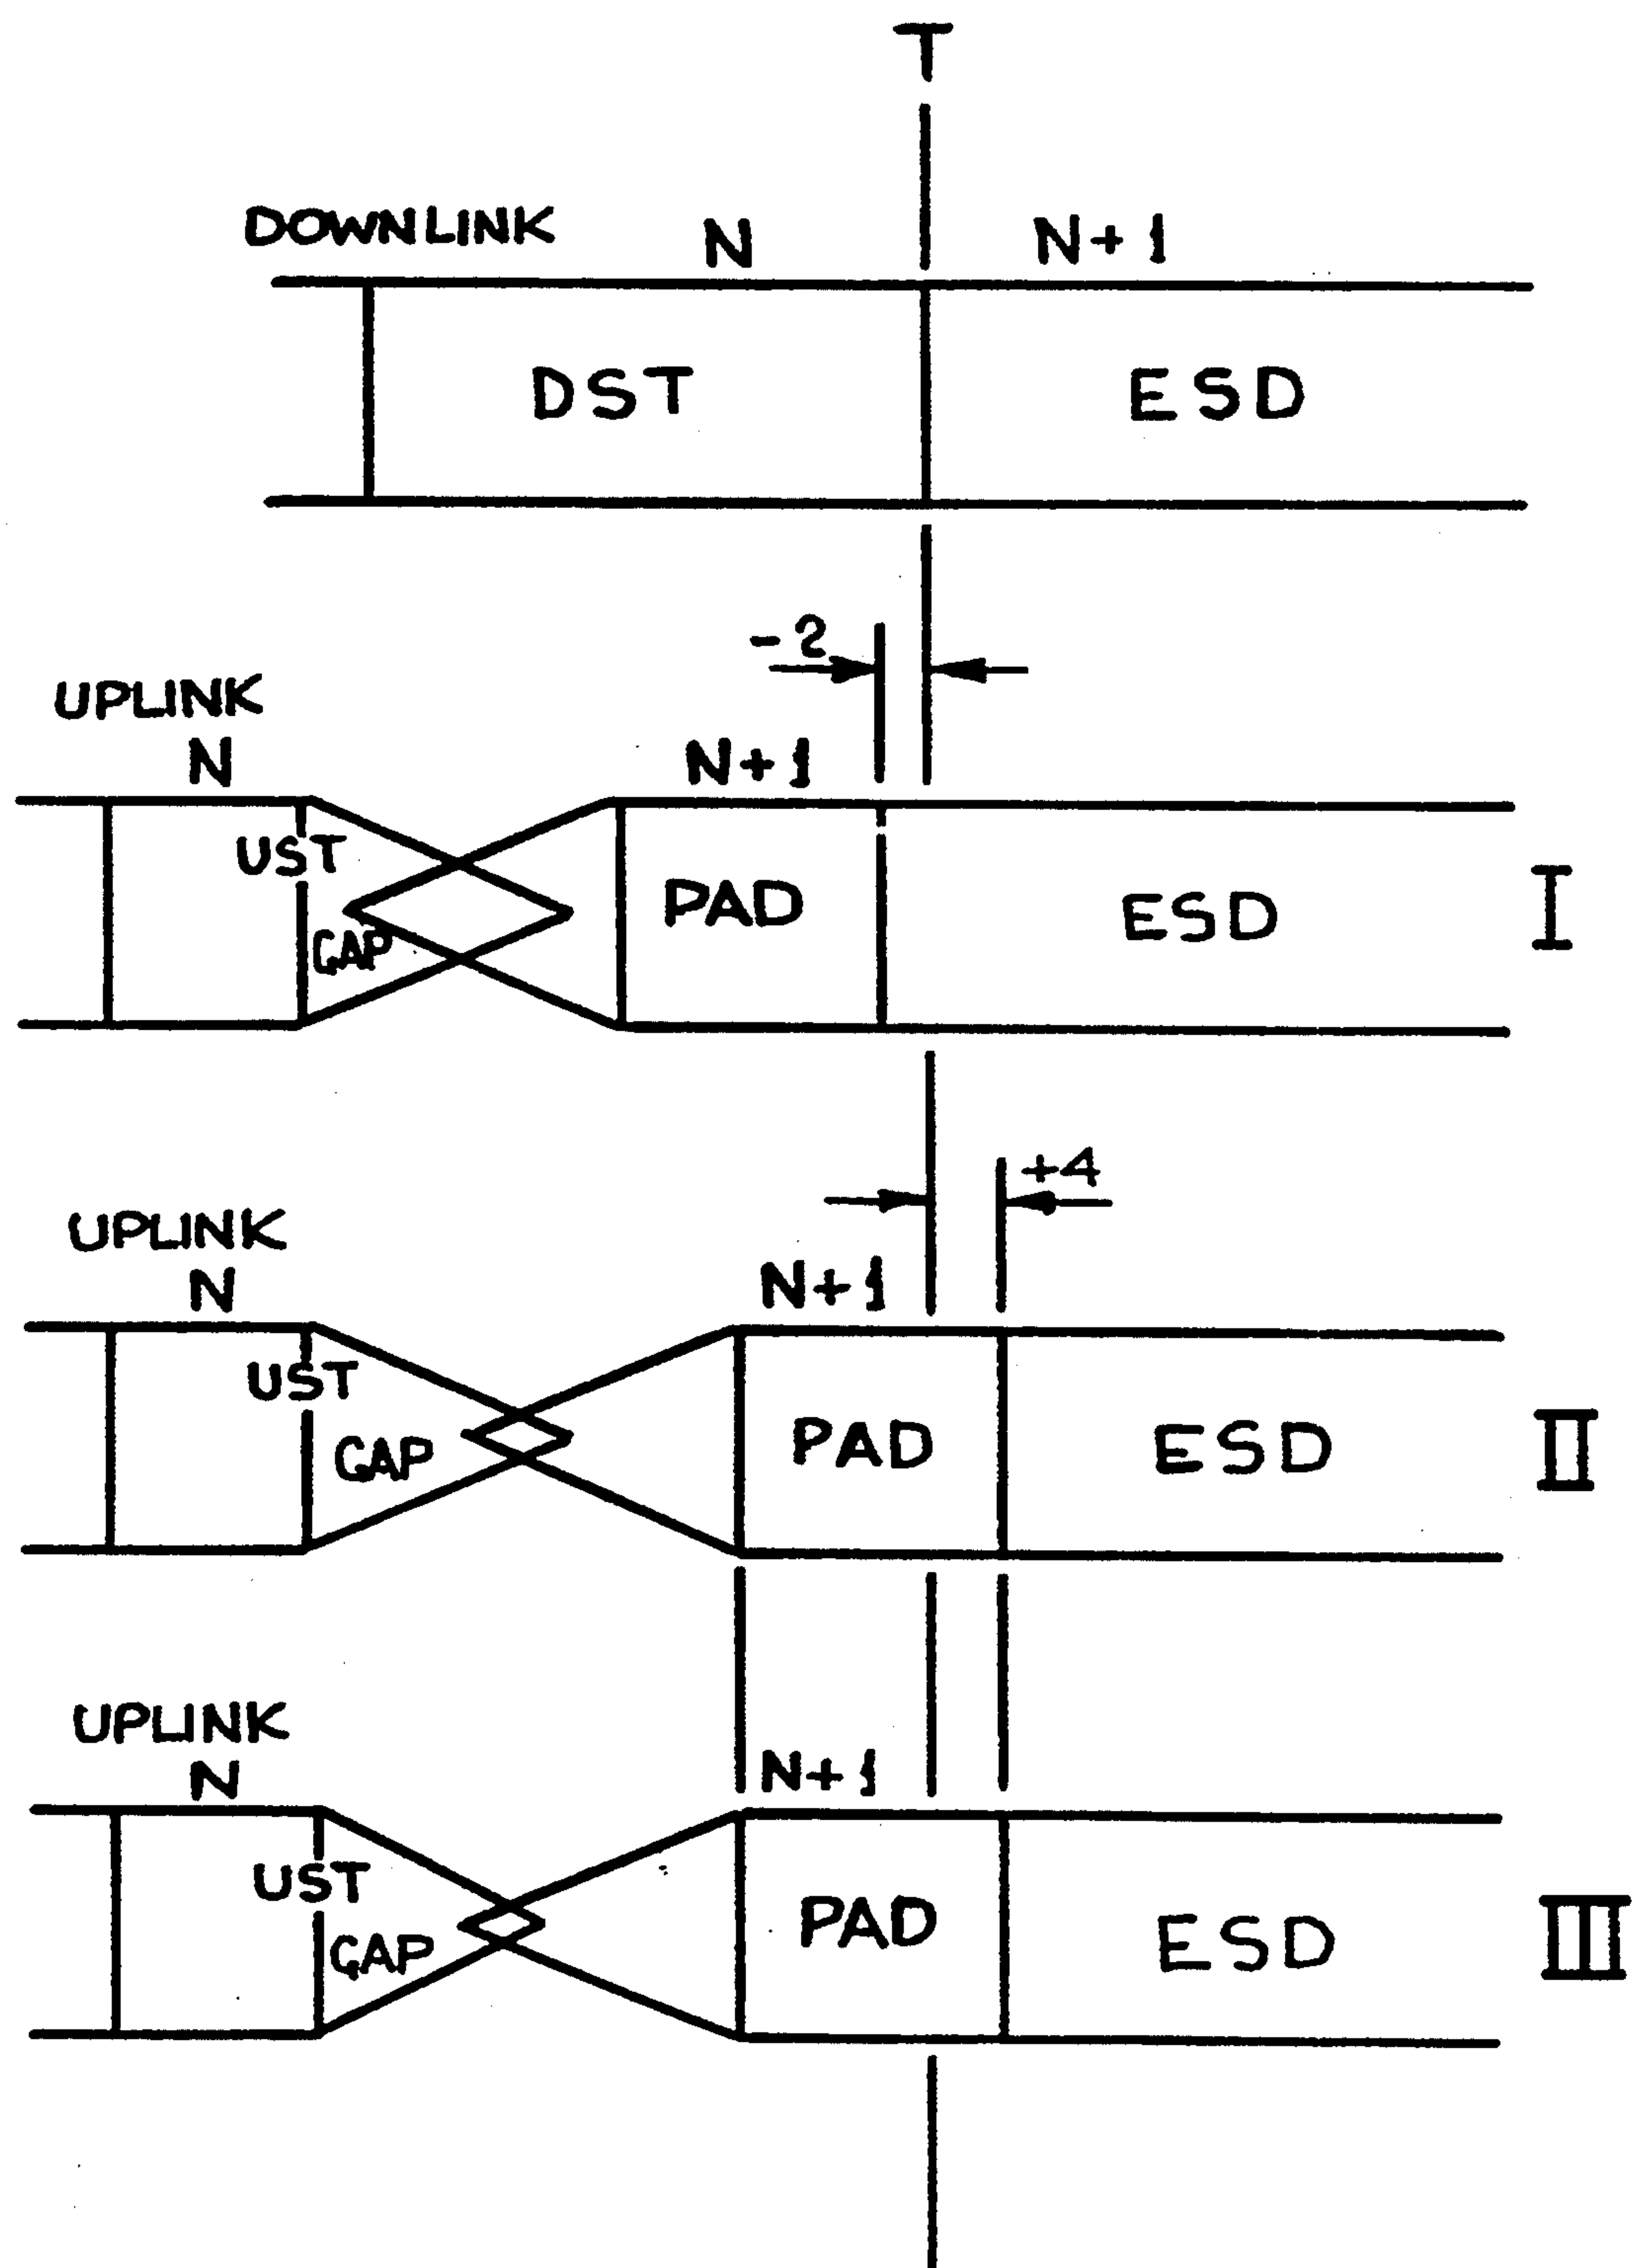 T
DOWNLINK N N+1
DST ESD
-2
UPLINK
N N+1
UST
GAP PAD ESD I
+4
UPLINK
N N+1
UST
GAP PAD ESD II
UPLINK
N N+1
UST
GAP PAD ESD III